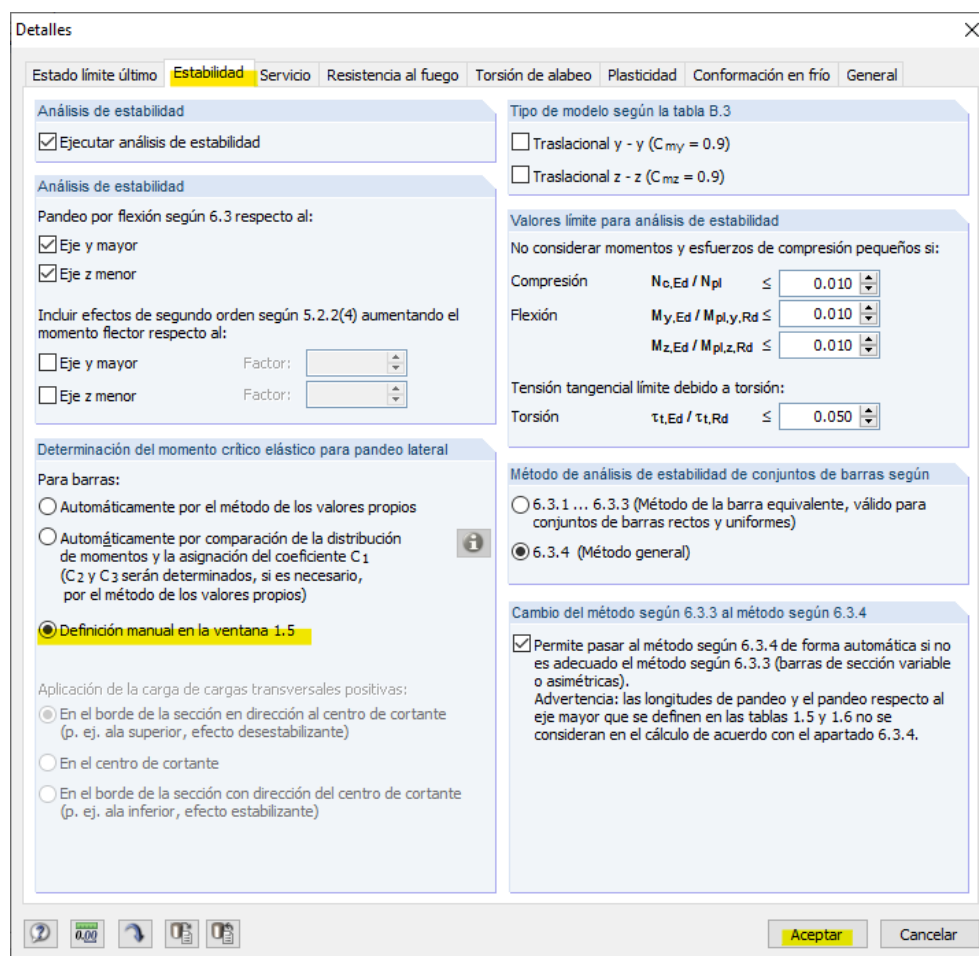 Detalles
Estado límite último Estabilidad Servicio Resistencia al fuego Torsión de alabeo Plasticidad Conformación en frío General
Análisis de estabilidad
Ejecutar análisis de estabilidad
Análisis de estabilidad
Pandeo por flexión según 6.3 respecto al:
Eje y mayor
Eje z menor
Incluir efectos de segundo orden según 5.2.2(4) aumentando el
momento flector respecto al:
Eje y mayor Factor:
Eje z menor Factor:
Determinación del momento crítico elástico para pandeo lateral
Para barras:
Automáticamente por el método de los valores propios
Automáticamente por comparación de la distribución
de momentos y la asignación del coeficiente C1
(C2 y C3 serán determinados, si es necesario,
por el método de los valores propios)
Definición manual en la ventana 1.5
Aplicación de la carga de cargas transversales positivas:
En el borde de la sección en dirección al centro de cortante
(p. ej. ala superior, efecto desestabilizante)
En el centro de cortante
En el borde de la sección con dirección del centro de cortante
(p. ej. ala inferior, efecto estabilizante)
Tipo de modelo según la tabla B.3
Traslacional y - y (Cmy = 0.9)
Traslacional z - z (Cmz = 0.9)
Valores límite para análisis de estabilidad
No considerar momentos y esfuerzos de compresión pequeños si:
Compresión Nc,Ed / Npl ≤ 0.010
Flexión My,Ed / Mpl,y,Rd ≤ 0.010
Mz,Ed / Mpl,z,Rd ≤ 0.010
Tensión tangencial límite debido a torsión:
Torsión τt,Ed / τt,Rd ≤ 0.050
Método de análisis de estabilidad de conjuntos de barras según
6.3.1 ... 6.3.3 (Método de la barra equivalente, válido para
conjuntos de barras rectos y uniformes)
6.3.4 (Método general)
Cambio del método según 6.3.3 al método según 6.3.4
Permite pasar al método según 6.3.4 de forma automática si no
es adecuado el método según 6.3.3 (barras de sección variable
o asimétricas).
Advertencia: las longitudes de pandeo y el pandeo respecto al
eje mayor que se definen en las tablas 1.5 y 1.6 no se
consideran en el cálculo de acuerdo con el apartado 6.3.4.
0.00
Aceptar Cancelar